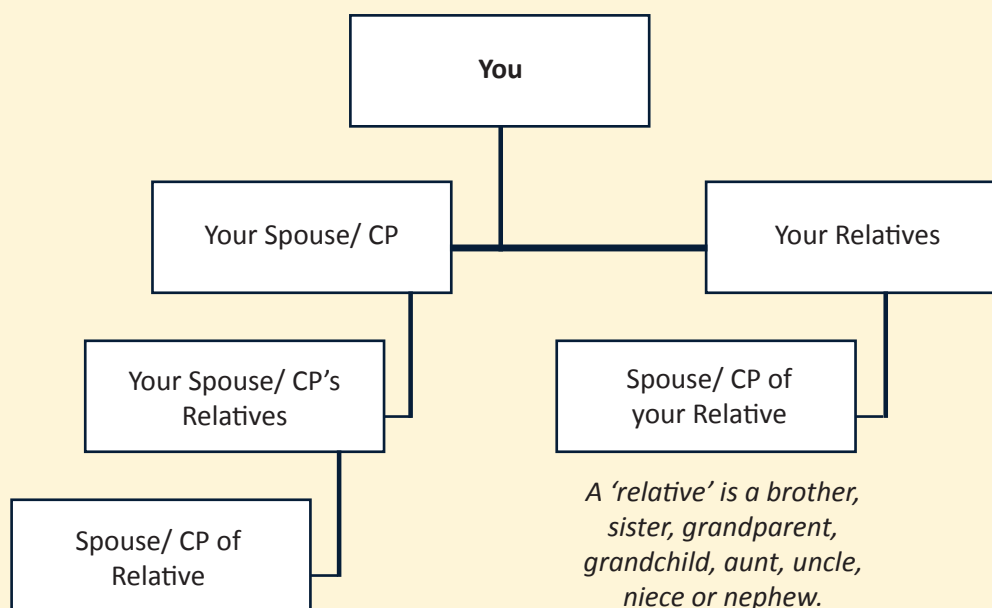 You
Your Spouse/ CP
Your Relatives
Your Spouse/ CP’s
Relatives
Spouse/ CP of
your Relative
Spouse/ CP of
Relative
A ‘relative’ is a brother,
sister, grandparent,
grandchild, aunt, uncle,
niece or nephew.